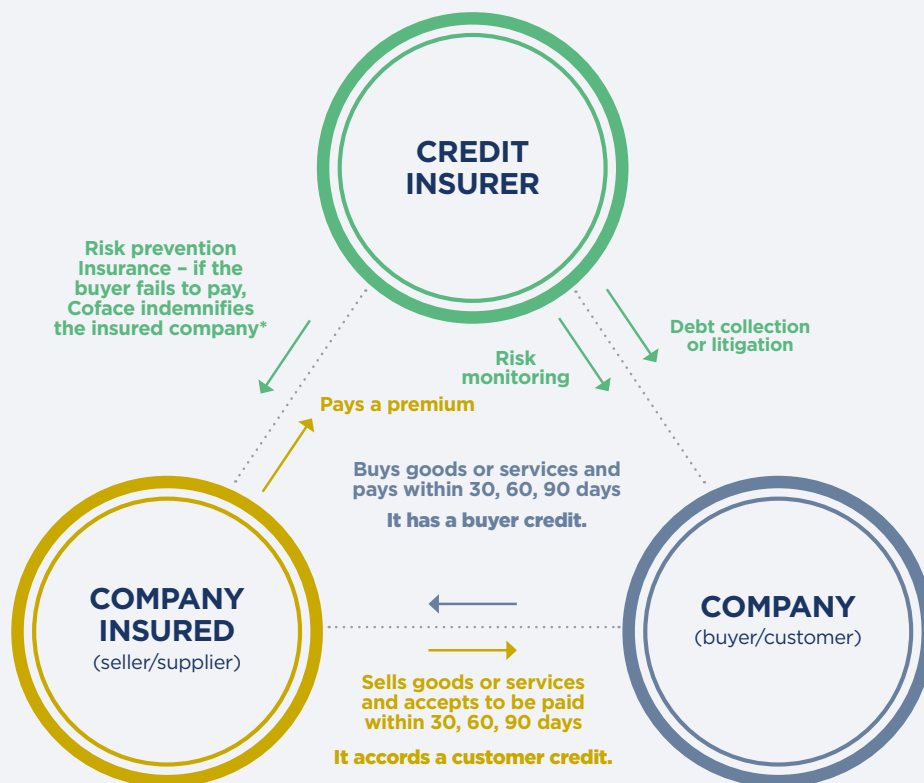 CREDIT
INSURER
Risk prevention
Insurance – if the
buyer fails to pay,
Coface indemnifies
the insured company*
Debt collection
or litigation
Risk
monitoring
Pays a premium
Buys goods or services and
pays within 30, 60, 90 days
It has a buyer credit.
COMPANY
INSURED
(seller/supplier)
COMPANY
(buyer/customer)
Sells goods or services
and accepts to be paid
within 30, 60, 90 days
It accords a customer credit.